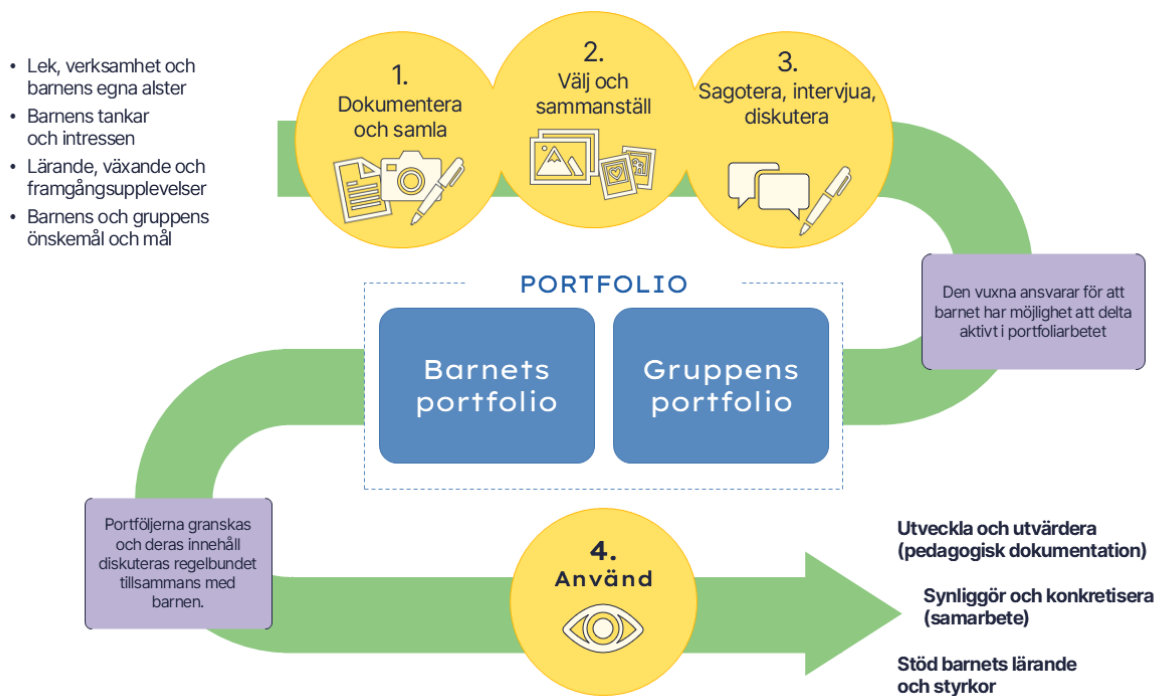 • Lek, verksamhet och
barnens egna alster
• Barnens tankar
och intressen
• Lärande, växande och
framgångsupplevelser
• Barnens och gruppens
önskemål och mål
1.
Dokumentera
och samla
2.
Välj och
sammanställ
3.
Sagotera, intervjua,
diskutera
Den vuxna ansvarar för att
barnet har möjlighet att delta
aktivt i portfoliarbetet
PORTFOLIO
Barnets
portfolio
Gruppens
portfolio
Portföljerna granskas
och deras innehåll
diskuteras regelbundet
tillsammans med
barnen.
4.
Använd
Utveckla och utvärdera
(pedagogisk dokumentation)
Synliggör och konkretisera
(samarbete)
Stöd barnets lärande
och styrkor